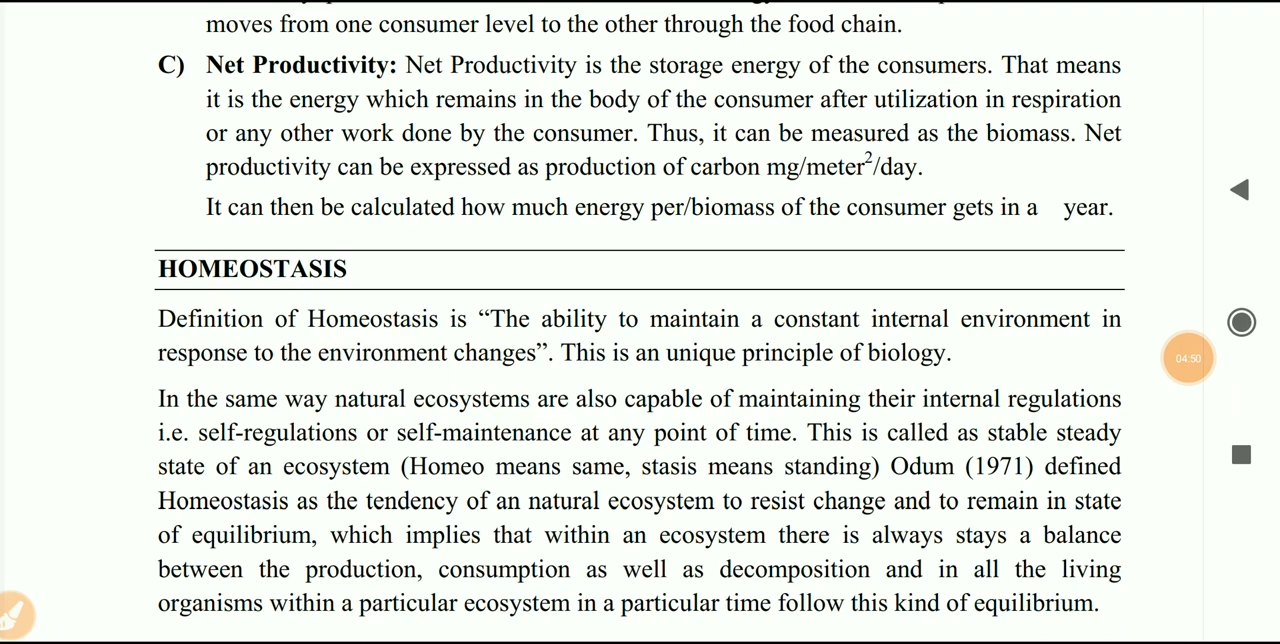 moves from one consumer level to the other through the food chain.
C) Net Productivity: Net Productivity is the storage energy of the consumers. That means
it is the energy which remains in the body of the consumer after utilization in respiration
or any other work done by the consumer. Thus, it can be measured as the biomass. Net
productivity can be expressed as production of carbon mg/meter²/day.
It can then be calculated how much energy per/biomass of the consumer gets in a year.
HOMEOSTASIS
Definition of Homeostasis is “The ability to maintain a constant internal environment in
response to the environment changes”. This is an unique principle of biology.
04:50
In the same way natural ecosystems are also capable of maintaining their internal regulations
i.e. self-regulations or self-maintenance at any point of time. This is called as stable steady
state of an ecosystem (Homeo means same, stasis means standing) Odum (1971) defined
Homeostasis as the tendency of an natural ecosystem to resist change and to remain in state
of equilibrium, which implies that within an ecosystem there is always stays a balance
between the production, consumption as well as decomposition and in all the living
organisms within a particular ecosystem in a particular time follow this kind of equilibrium.